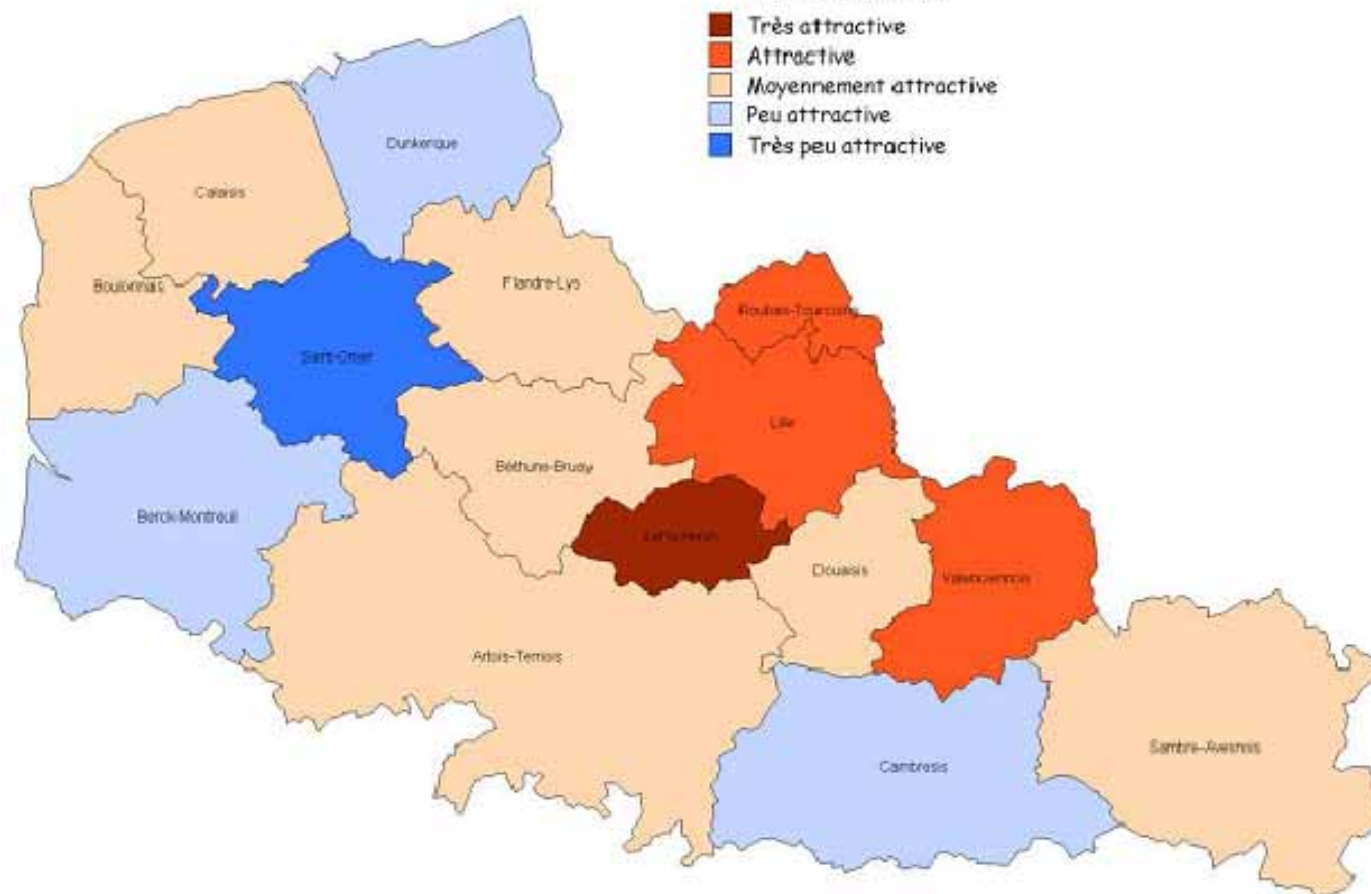 Très attractive
Attractive
Moyennement attractive
Peu attractive
Très peu attractive
Dunkerque
Calaisis
Flandre-Lys
Boulonnais
Roubaix-Tourcoing
Saint-Omer
Lille
Béthune-Bruay
Berck-Montreuil
Douaisis
Valenciennois
Artois-Ternois
Sambre-Avesnois
Cambresis